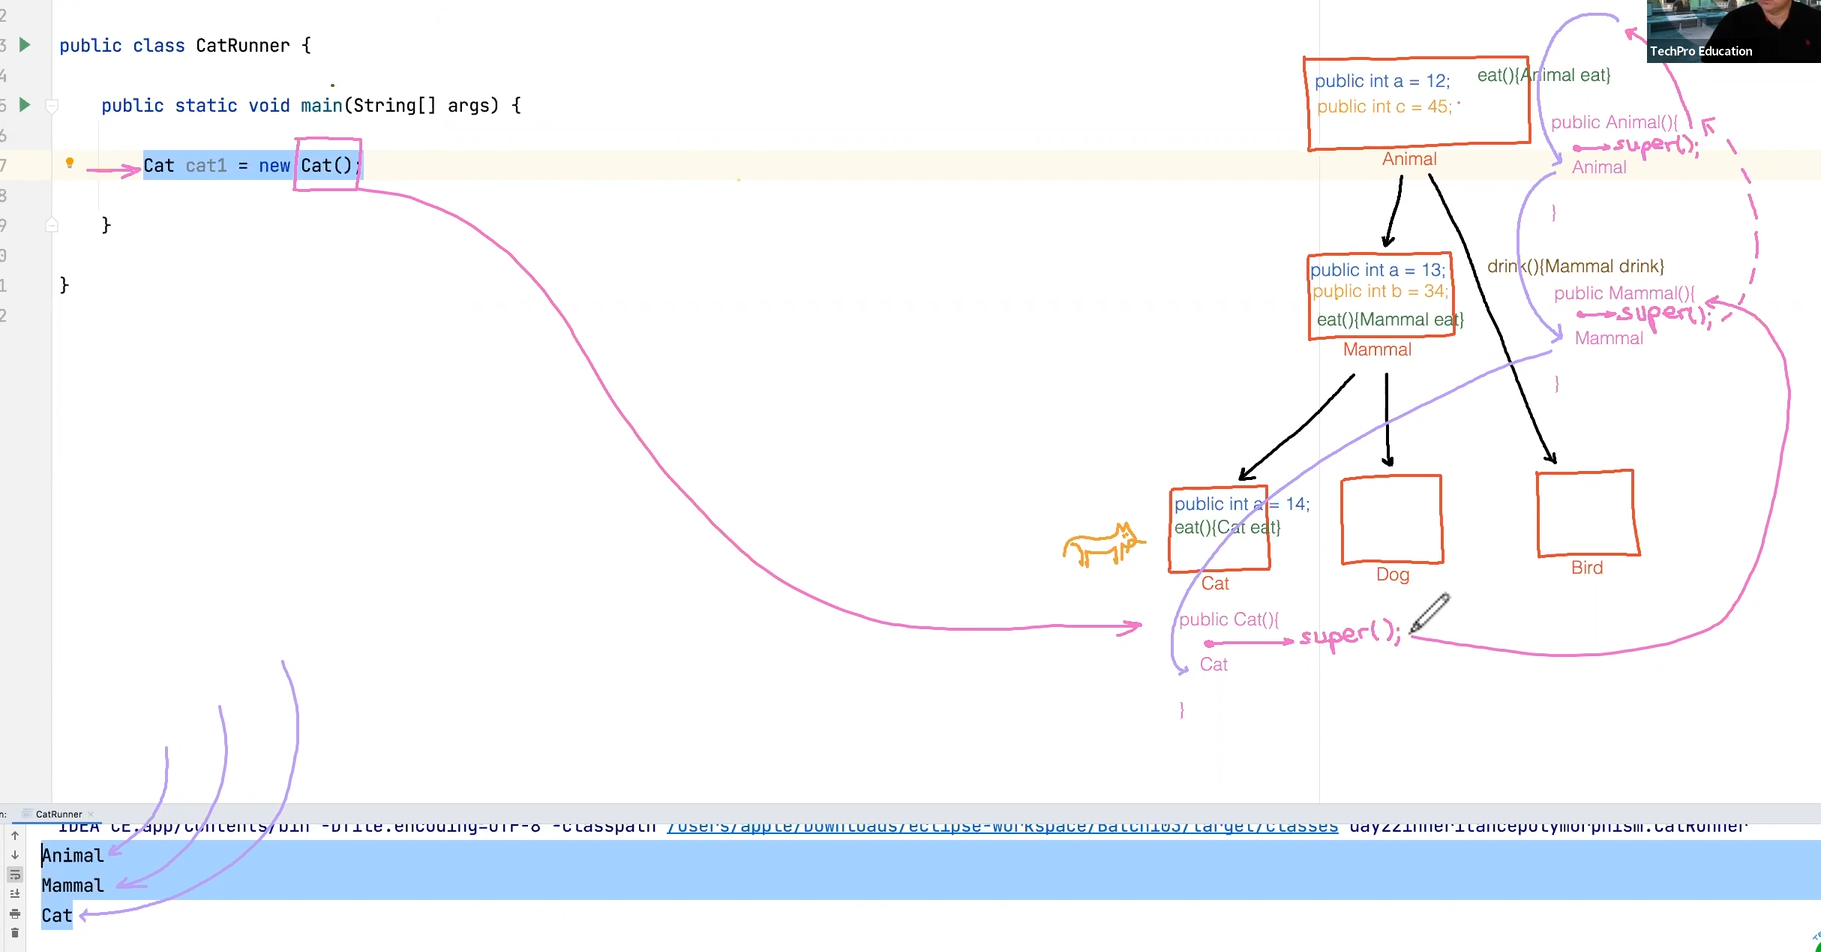 2
3 public class CatRunner {
4
5 public static void main(String[] args) {
6
7 Cat cat1 = new Cat();
8
9 }
0
1 }
2
TechPro Education
public int a = 12;
public int c = 45;
eat(){Animal eat}
Animal
public Animal(){
super();
Animal
}
public int a = 13;
public int b = 34;
eat(){Mammal eat}
Mammal
drink(){Mammal drink}
public Mammal(){
super();
Mammal
}
public int a = 14;
eat(){Cat eat}
Cat
Dog
Bird
public Cat(){
super();
Cat
}
n: CatRunner ×
IDEA CE.app/Contents/bin -Dfile.encoding=UTF-8 -classpath /Users/apple/Downloads/eclipse-workspace/Batch103/target/classes day22inheritancepolymorphism.CatRunner
Animal
Mammal
Cat